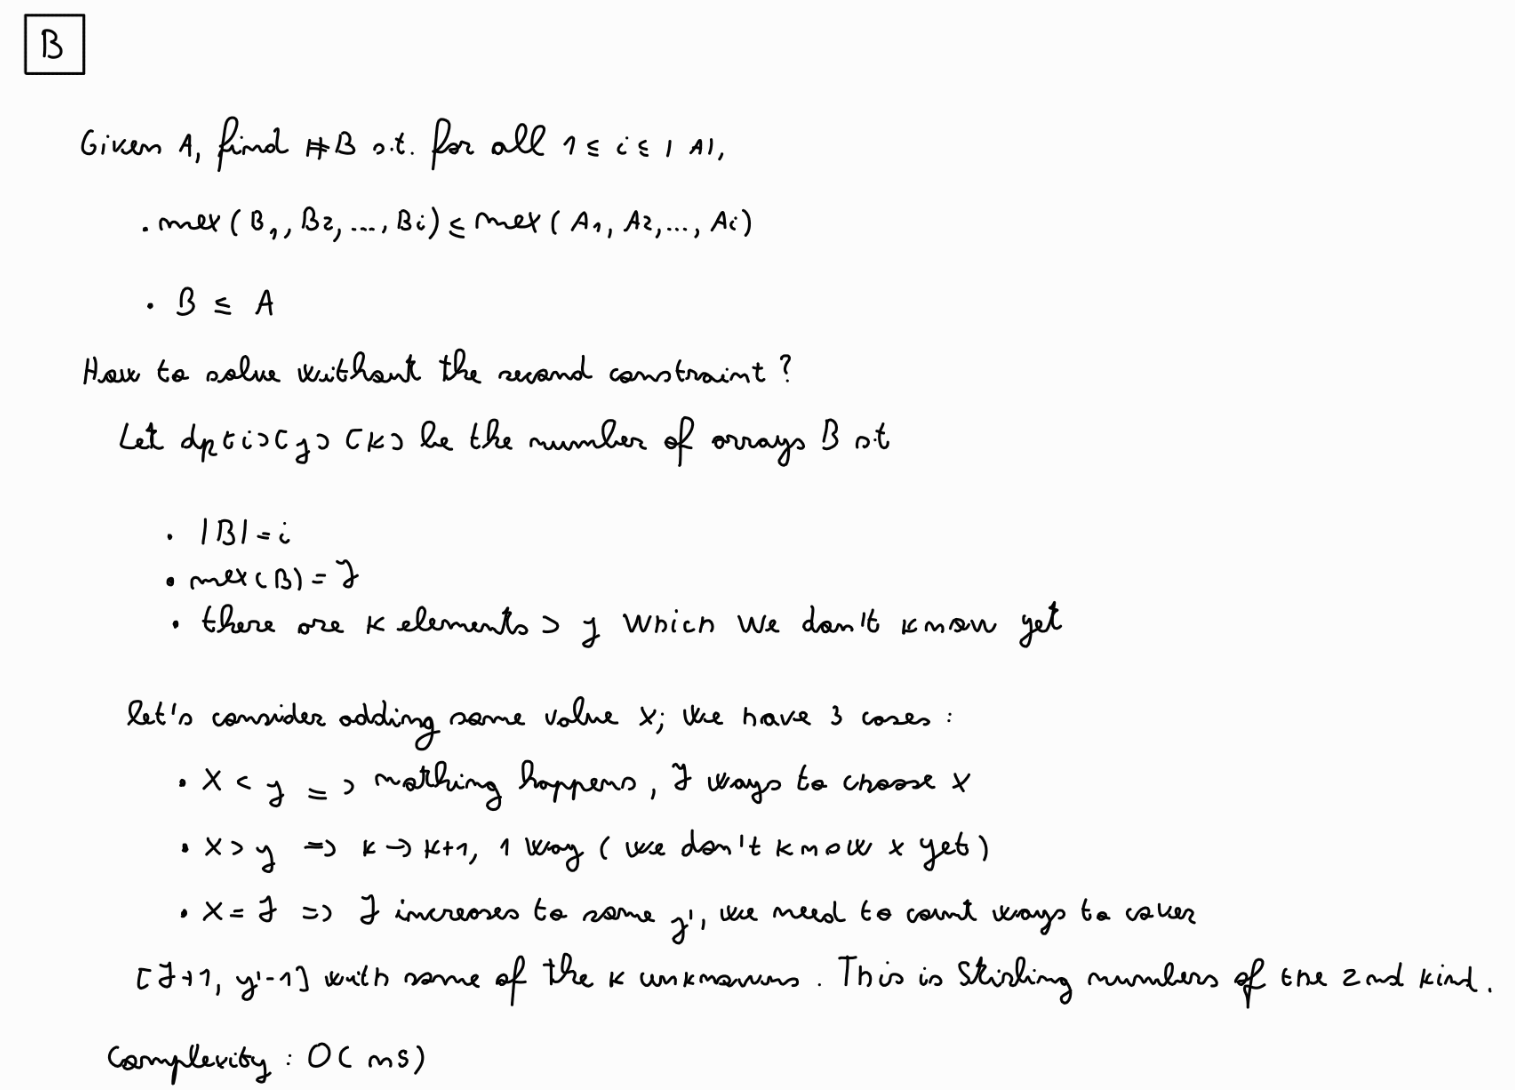 B
Given A, find #B s.t. for all 1 ≤ i ≤ |A|,
. mex(B1, B2, ..., Bi) ≤ mex(A1, A2, ..., Ai)
. B ≤ A
How to solve without the second constraint?
Let dp[i][y][k] be the number of arrays B s.t
. |B| = i
• mex(B) = y
• there are k elements > y which we don't know yet
let's consider adding some value x; we have 3 cases :
• x < y => nothing happens, y ways to choose x
• x > y => k → k+1, 1 way (we don't know x yet)
• x = y => y increases to some y', we need to count ways to cover
[y+1, y'-1] with some of the k unknowns. This is Stirling numbers of the 2nd kind.
Complexity : O(n5)